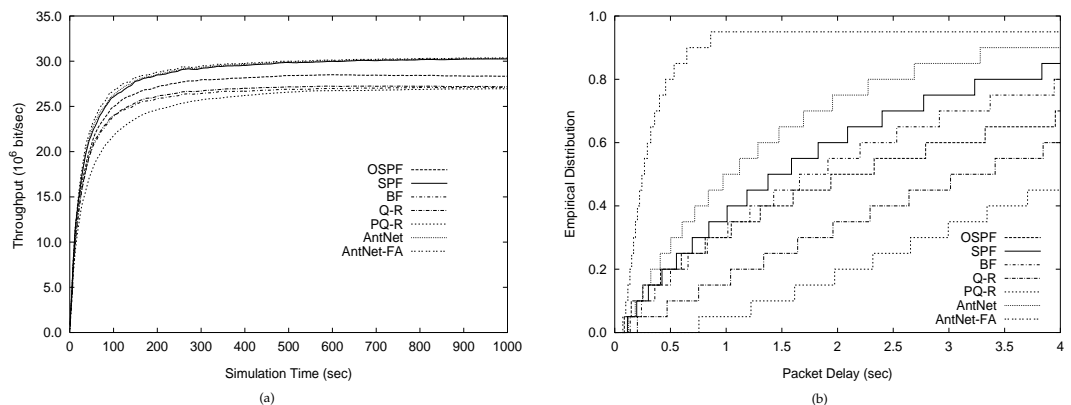 35.0
30.0
25.0
20.0
15.0
10.0
5.0
0.0
Throughput (10⁶ bit/sec)
OSPF
SPF
BF
Q-R
PQ-R
AntNet
AntNet-FA
0 100 200 300 400 500 600 700 800 900 1000
Simulation Time (sec)
(a)
1.0
0.8
0.6
0.4
0.2
0.0
Empirical Distribution
OSPF
SPF
BF
Q-R
PQ-R
AntNet
AntNet-FA
0 0.5 1 1.5 2 2.5 3 3.5 4
Packet Delay (sec)
(b)